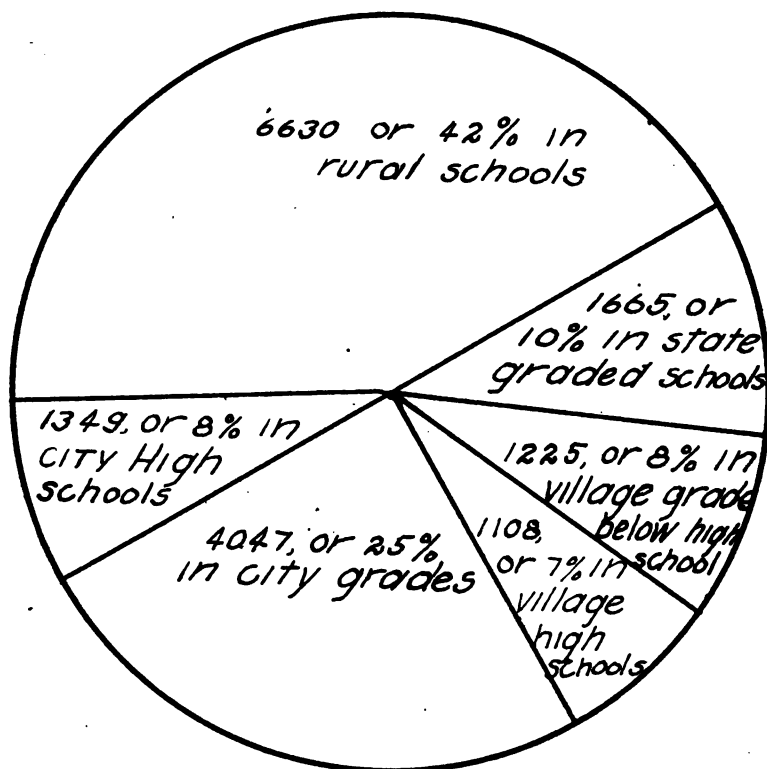 6630 or 42% in
rural schools
1665, or
10% in state
graded schools
1225, or 8% in
village grade
below high
school
1108,
or 7% in
village
high
schools
4047, or 25%
in city grades
1349, or 8% in
city High
schools